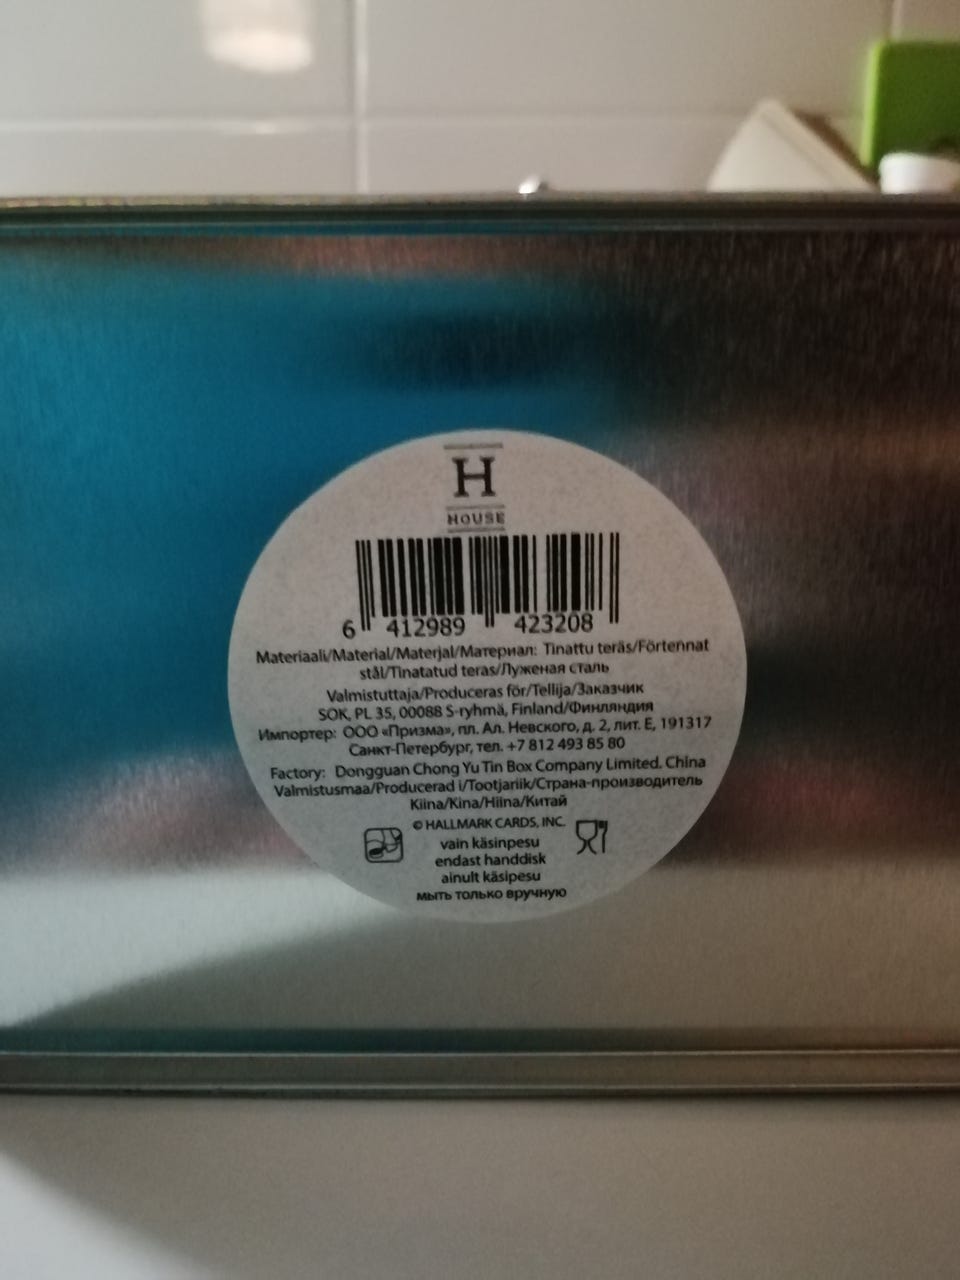 H
HOUSE
6 412989 423208
Materiaali/Material/Materjal/Материал: Tinattu teräs/Förtennat
stål/Tinatatud teras/Луженая сталь
Valmistuttaja/Produceras för/Tellija/Заказчик
SOK, PL 35, 00088 S-ryhmä, Finland/Финляндия
Импортер: ООО «Призма», пл. Ал. Невского, д. 2, лит. Е, 191317
Санкт-Петербург, тел. +7 812 493 85 80
Factory: Dongguan Chong Yu Tin Box Company Limited. China
Valmistusmaa/Producerad i/Tootjariik/Страна-производитель
Kiina/Kina/Hiina/Китай
© HALLMARK CARDS, INC.
vain käsinpesu
endast handdisk
ainult käsipesu
мыть только вручную